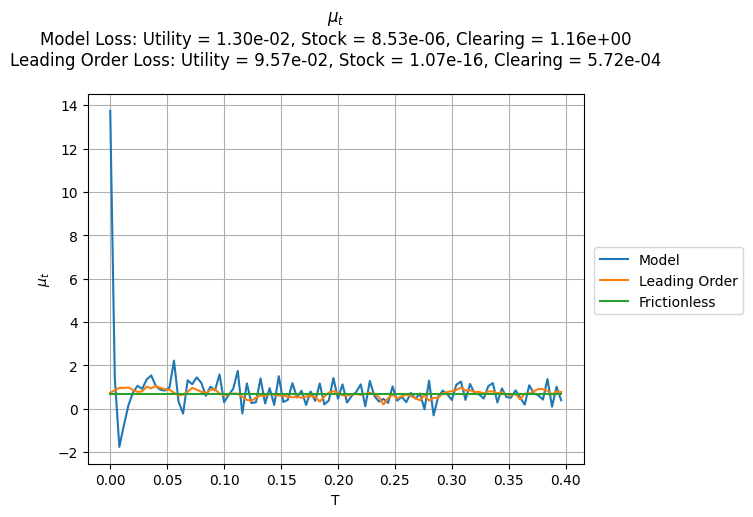 μt
Model Loss: Utility = 1.30e-02, Stock = 8.53e-06, Clearing = 1.16e+00
Leading Order Loss: Utility = 9.57e-02, Stock = 1.07e-16, Clearing = 5.72e-04
14
12
10
8
6
4
2
0
−2
μt
0.00 0.05 0.10 0.15 0.20 0.25 0.30 0.35 0.40
T
Model
Leading Order
Frictionless